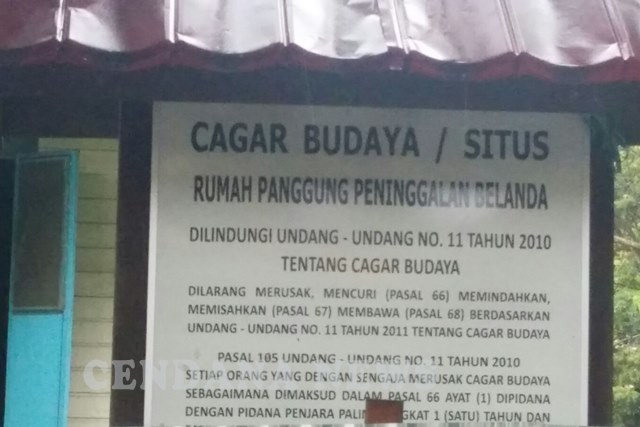 CAGAR BUDAYA / SITUS
RUMAH PANGGUNG PENINGGALAN BELANDA
DILINDUNGI UNDANG - UNDANG NO. 11 TAHUN 2010
TENTANG CAGAR BUDAYA
DILARANG MERUSAK, MENCURI (PASAL 66) MEMINDAHKAN,
MEMISAHKAN (PASAL 67) MEMBAWA (PASAL 68) BERDASARKAN
UNDANG - UNDANG NO. 11 TAHUN 2011 TENTANG CAGAR BUDAYA
PASAL 105 UNDANG - UNDANG NO. 11 TAHUN 2010
SETIAP ORANG YANG DENGAN SENGAJA MERUSAK CAGAR BUDAYA
SEBAGAIMANA DIMAKSUD DALAM PASAL 66 AYAT (1) DIPIDANA
DENGAN PIDANA PENJARA 1 (SATU) TAHUN DAN